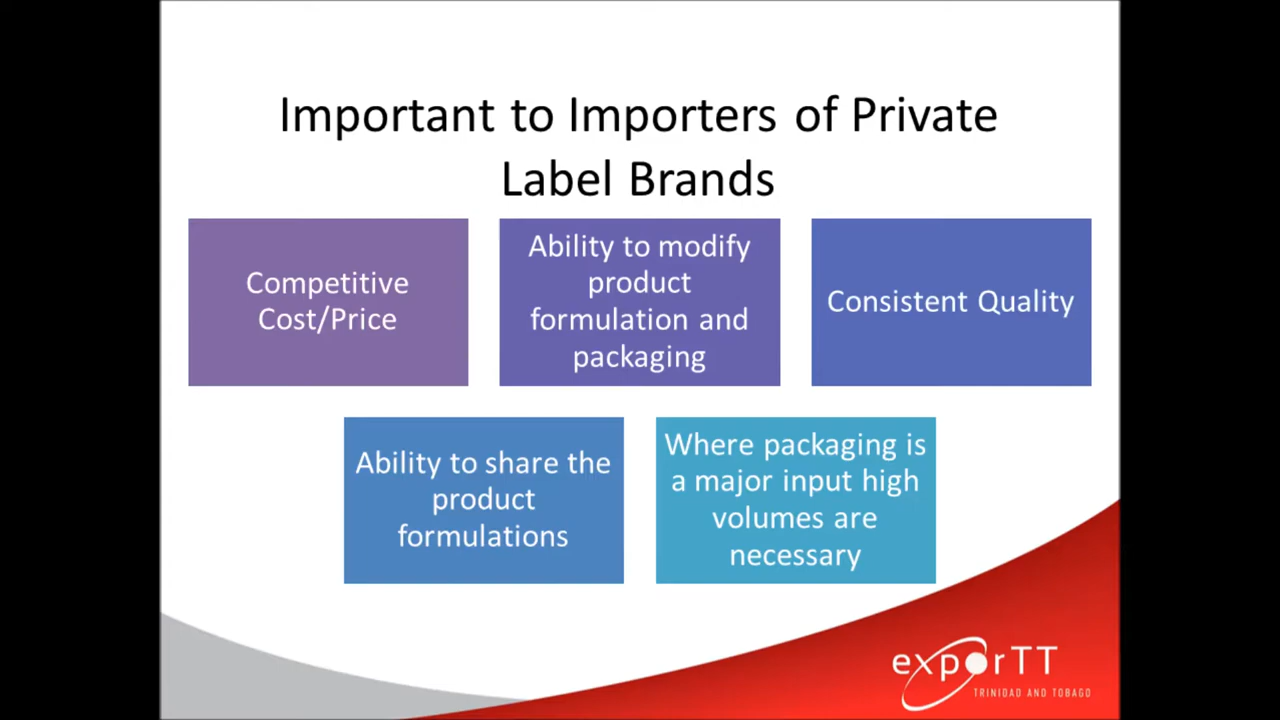 Important to Importers of Private
Label Brands
Competitive
Cost/Price
Ability to modify
product
formulation and
packaging
Consistent Quality
Ability to share the
product
formulations
Where packaging is
a major input high
volumes are
necessary
exporTT
TRINIDAD AND TOBAGO